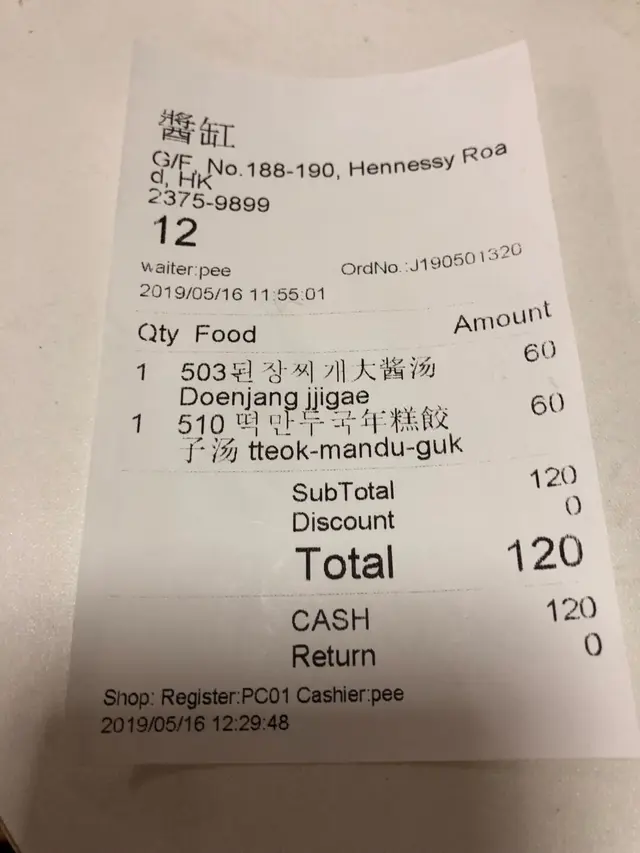 醬缸
G/F, No.188-190, Hennessy Roa
d, HK
2375-9899
12
waiter:pee OrdNo.:J190501320
2019/05/16 11:55:01
Qty Food Amount
1 503된장찌개大酱汤 60
Doenjang jjigae
1 510 떡만두국年糕餃 60
子汤 tteok-mandu-guk
SubTotal 120
Discount 0
Total 120
CASH 120
Return 0
Shop: Register:PC01 Cashier:pee
2019/05/16 12:29:48